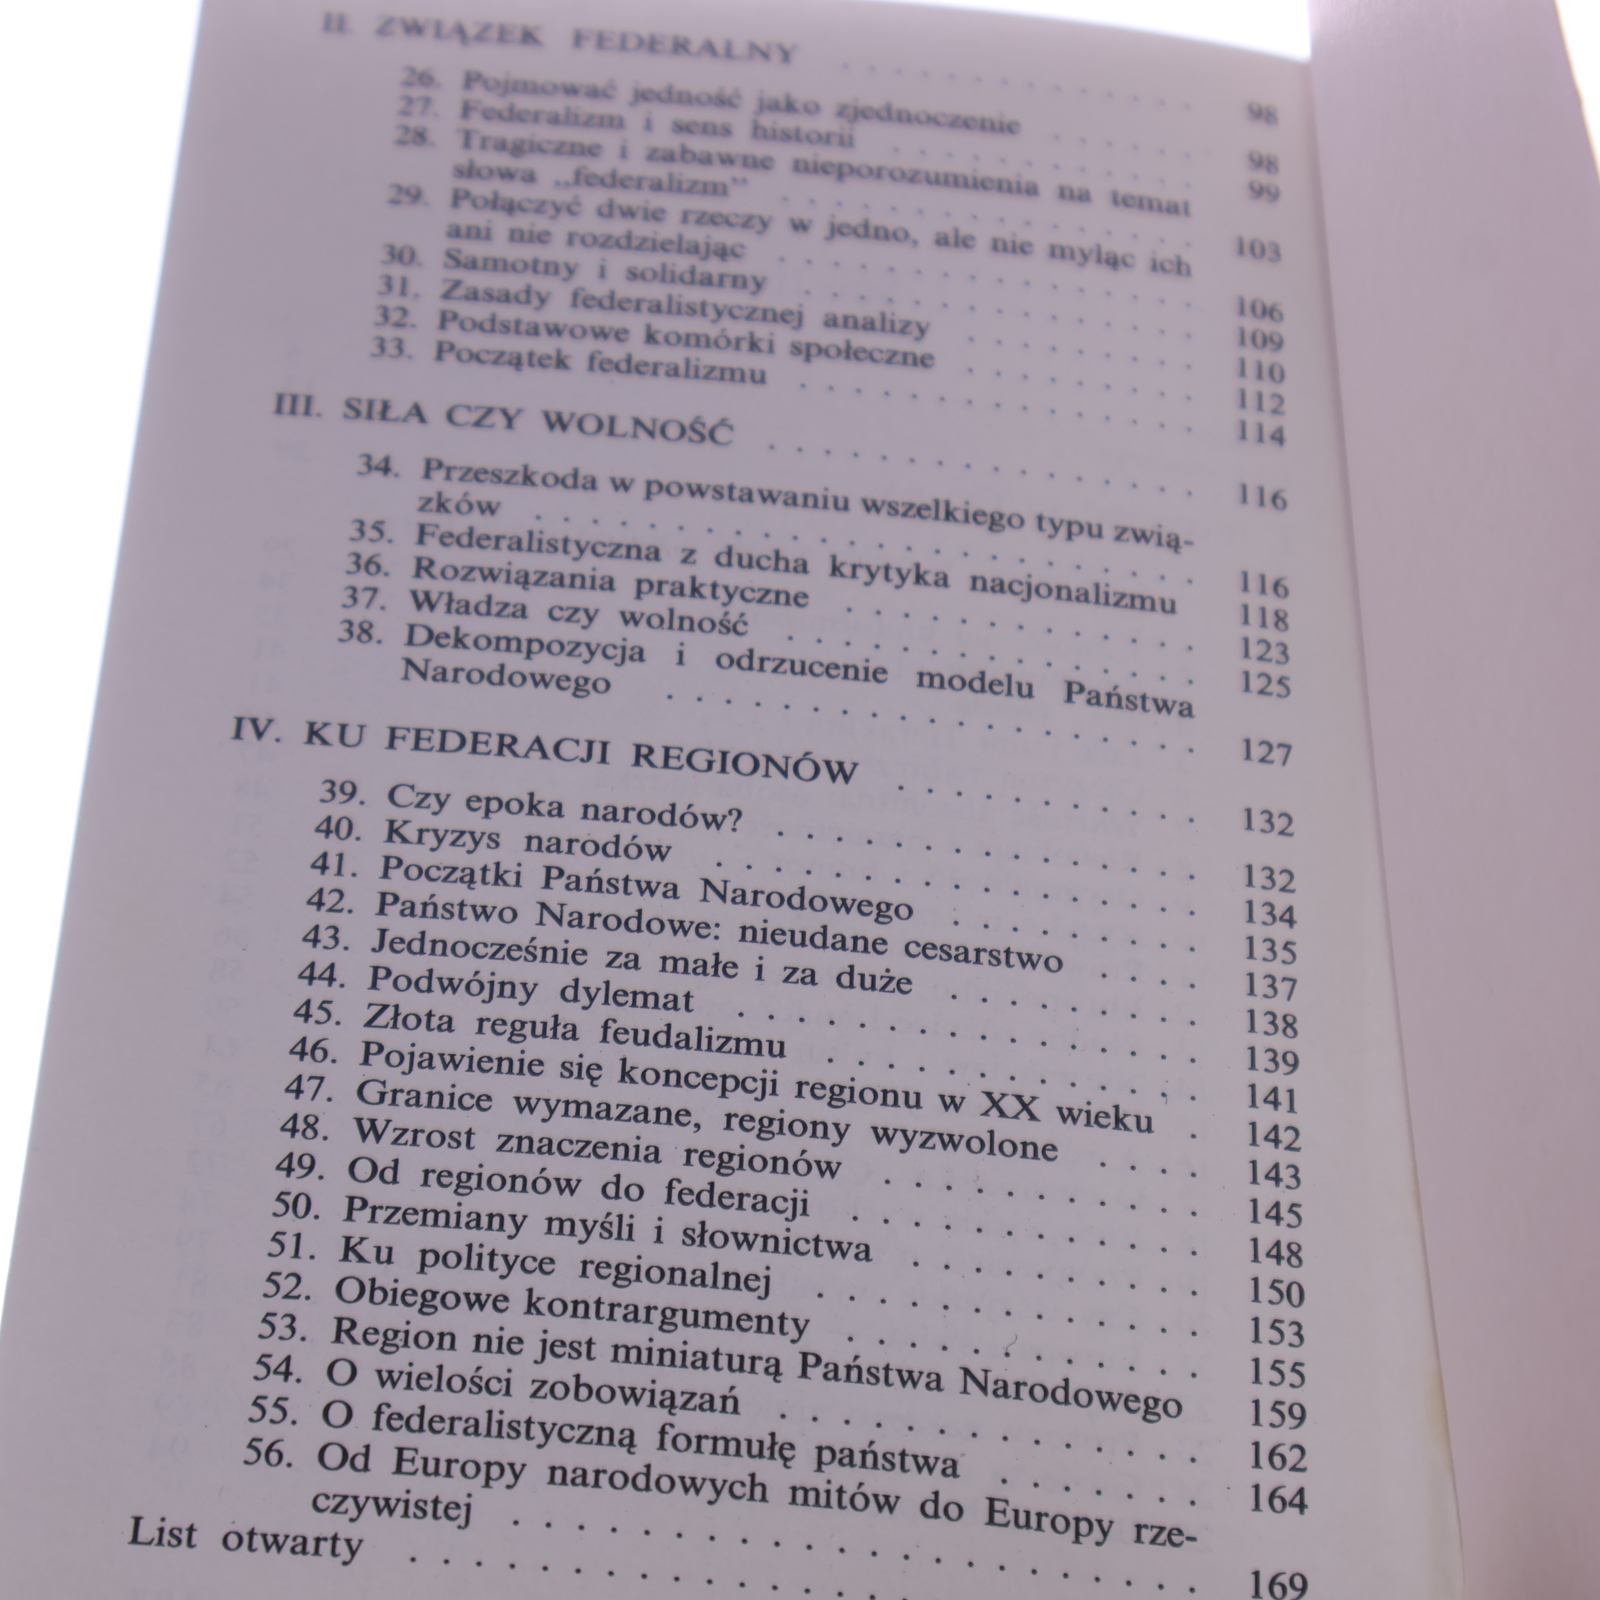 II. ZWIĄZEK FEDERALNY . . . . . . . . . . . . 98
26. Pojmować jedność jako zjednoczenie . . . . . . 98
27. Federalizm i sens historii . . . . . . . . . . 99
28. Tragiczne i zabawne nieporozumienia na temat
słowa „federalizm” . . . . . . . . . . . . . . 103
29. Połączyć dwie rzeczy w jedno, ale nie myląc ich
ani nie rozdzielając . . . . . . . . . . . . . . 106
30. Samotny i solidarny . . . . . . . . . . . . . 109
31. Zasady federalistycznej analizy . . . . . . . . 110
32. Podstawowe komórki społeczne . . . . . . . . 112
33. Początek federalizmu . . . . . . . . . . . . . 114
III. SIŁA CZY WOLNOŚĆ . . . . . . . . . . . . . . 116
34. Przeszkoda w powstawaniu wszelkiego typu zwią-
zków . . . . . . . . . . . . . . . . . . . . . . 116
35. Federalistyczna z ducha krytyka nacjonalizmu 118
36. Rozwiązania praktyczne . . . . . . . . . . . . 123
37. Władza czy wolność . . . . . . . . . . . . . . 125
38. Dekompozycja i odrzucenie modelu Państwa
Narodowego . . . . . . . . . . . . . . . . . . 127
IV. KU FEDERACJI REGIONÓW . . . . . . . . . . 132
39. Czy epoka narodów? . . . . . . . . . . . . . . 132
40. Kryzys narodów . . . . . . . . . . . . . . . . 134
41. Początki Państwa Narodowego . . . . . . . . . 135
42. Państwo Narodowe: nieudane cesarstwo . . . . 137
43. Jednocześnie za małe i za duże . . . . . . . . . 138
44. Podwójny dylemat . . . . . . . . . . . . . . . 139
45. Złota reguła feudalizmu . . . . . . . . . . . . 141
46. Pojawienie się koncepcji regionu w XX wieku . 142
47. Granice wymazane, regiony wyzwolone . . . . 143
48. Wzrost znaczenia regionów . . . . . . . . . . . 145
49. Od regionów do federacji . . . . . . . . . . . . 148
50. Przemiany myśli i słownictwa . . . . . . . . . . 150
51. Ku polityce regionalnej . . . . . . . . . . . . . 153
52. Obiegowe kontrargumenty . . . . . . . . . . . . 155
53. Region nie jest miniaturą Państwa Narodowego 159
54. O wielości zobowiązań . . . . . . . . . . . . . . 162
55. O federalistyczną formułę państwa . . . . . . . 164
56. Od Europy narodowych mitów do Europy rze-
czywistej . . . . . . . . . . . . . . . . . . . . . . 169
List otwarty . . . . . . . . . . . . . . . .